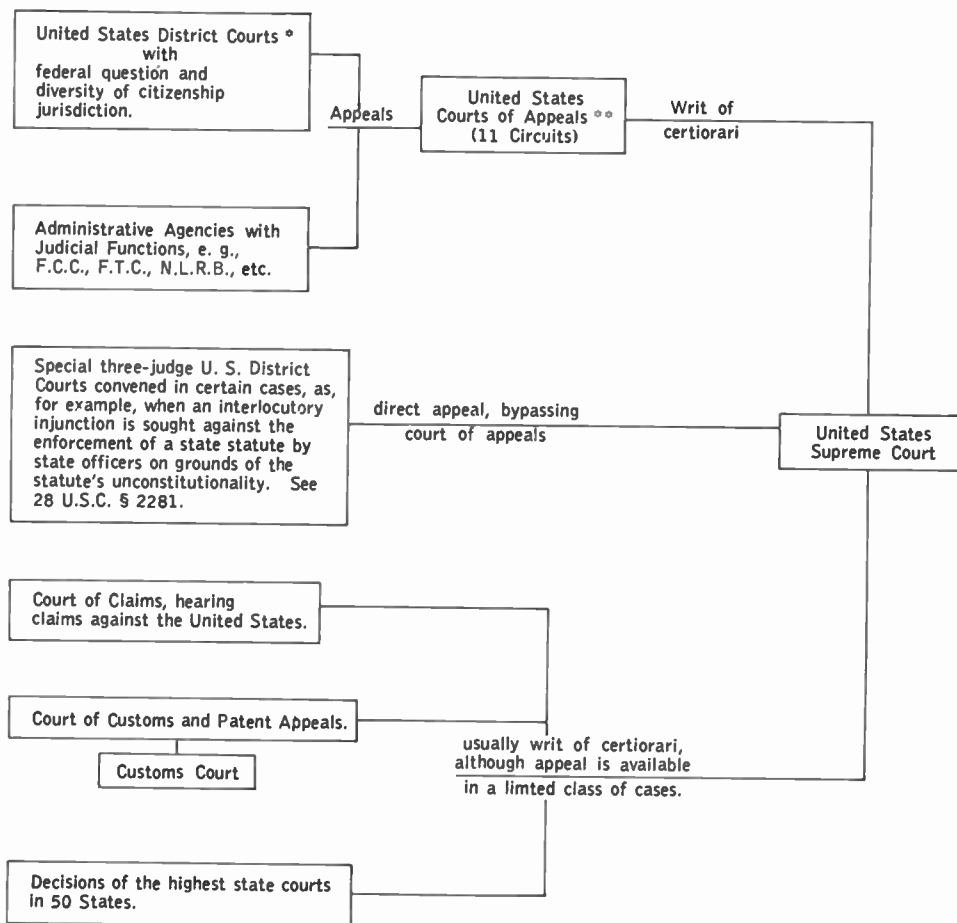 United States District Courts *
with
federal question and
diversity of citizenship
jurisdiction.
Appeals
United States
Courts of Appeals **
(11 Circuits)
Writ of
certiorari
Administrative Agencies with
Judicial Functions, e. g.,
F.C.C., F.T.C., N.L.R.B., etc.
Special three-judge U. S. District
Courts convened in certain cases, as,
for example, when an interlocutory
injunction is sought against the
enforcement of a state statute by
state officers on grounds of the
statute's unconstitutionality. See
28 U.S.C. § 2281.
direct appeal, bypassing
court of appeals
United States
Supreme Court
Court of Claims, hearing
claims against the United States.
Court of Customs and Patent Appeals.
Customs Court
usually writ of certiorari,
although appeal is available
in a limted class of cases.
Decisions of the highest state courts
in 50 States.